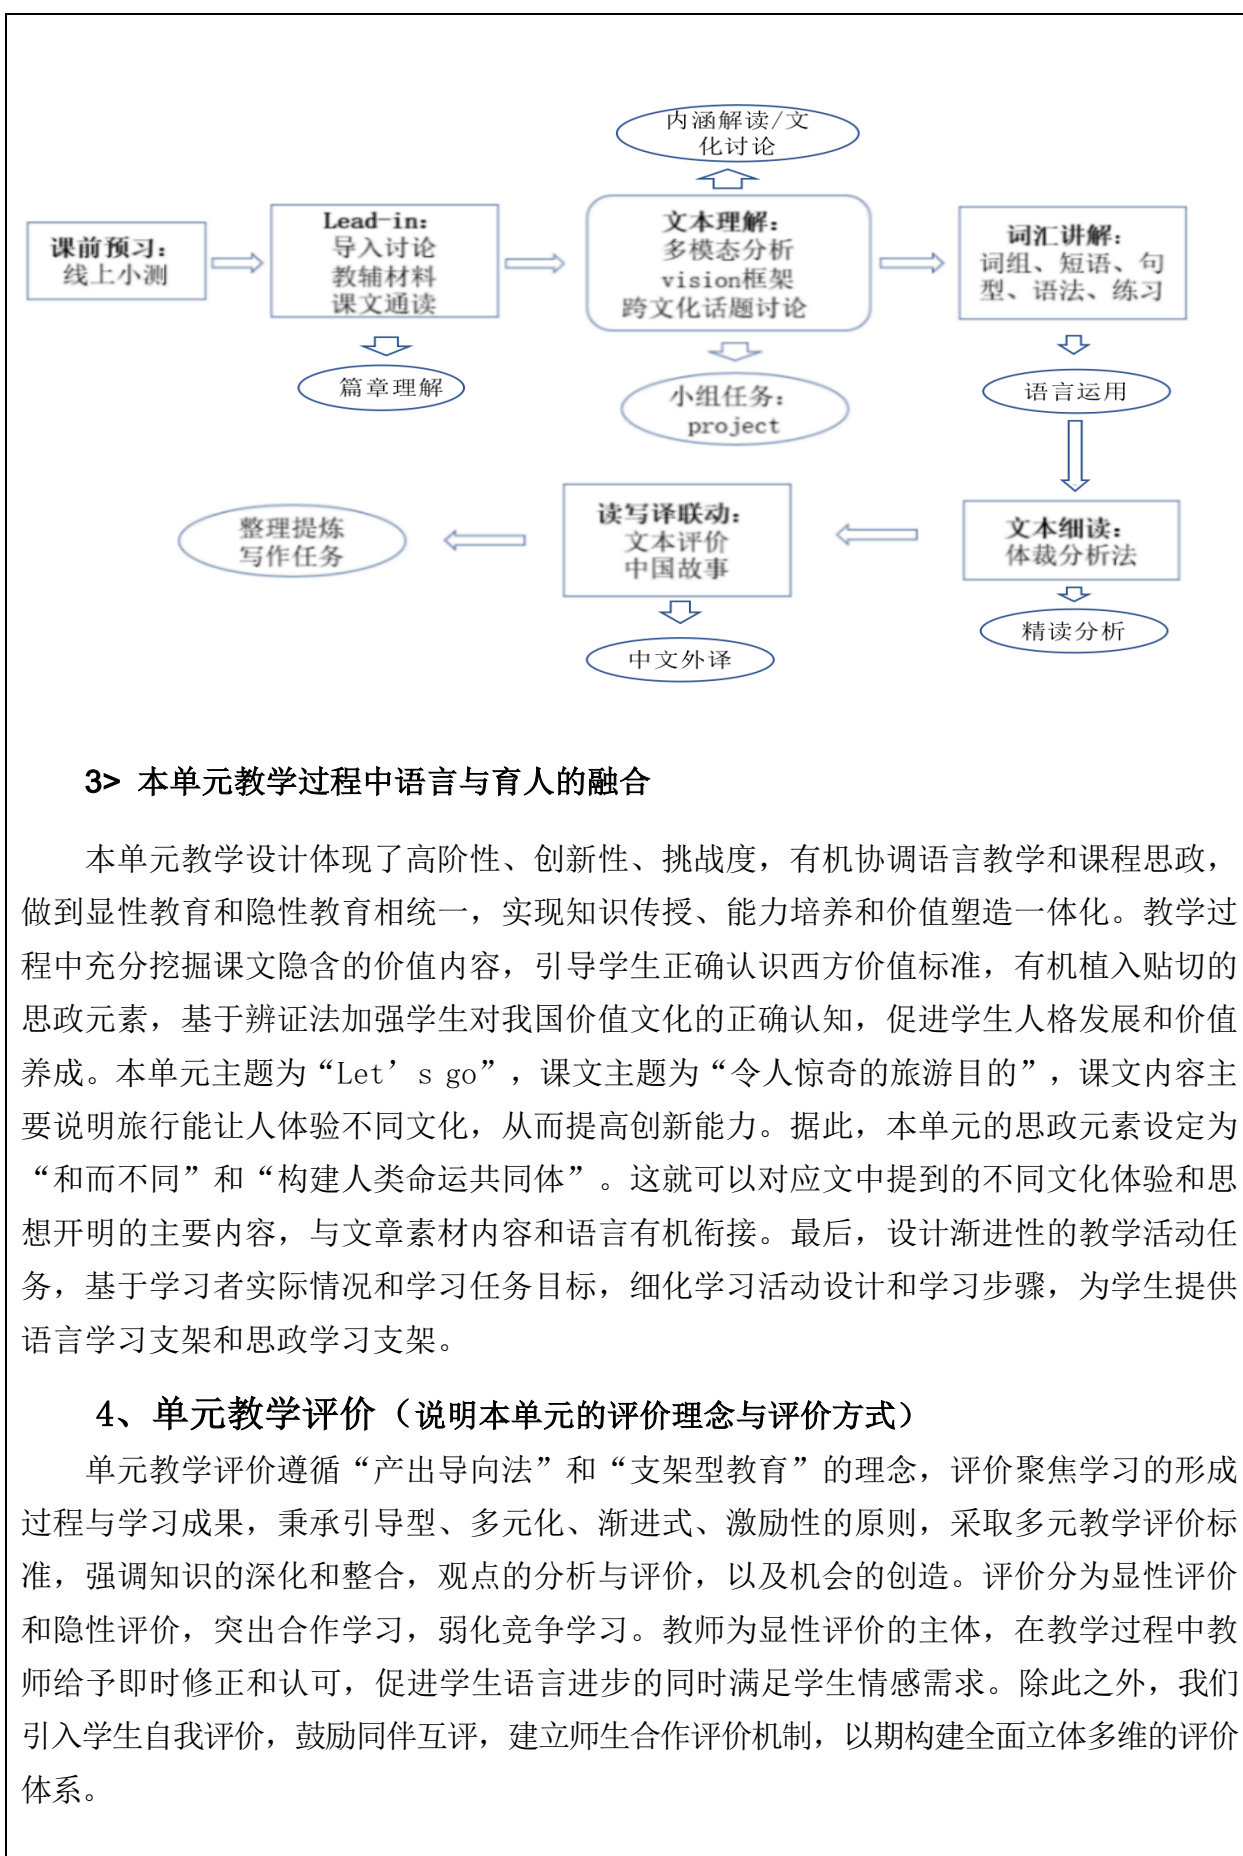 内涵解读/文
化讨论
课前预习:
线上小测
Lead-in:
导入讨论
教辅材料
课文通读
文本理解:
多模态分析
vision框架
跨文化话题讨论
词汇讲解:
词组、短语、句
型、语法、练习
篇章理解
小组任务:
project
语言运用
整理提炼
写作任务
读写译联动:
文本评价
中国故事
文本细读:
体裁分析法
中文外译
精读分析
3> 本单元教学过程中语言与育人的融合
本单元教学设计体现了高阶性、创新性、挑战度，有机协调语言教学和课程思政，
做到显性教育和隐性教育相统一，实现知识传授、能力培养和价值塑造一体化。教学过
程中充分挖掘课文隐含的价值内容，引导学生正确认识西方价值标准，有机植入贴切的
思政元素，基于辨证法加强学生对我国价值文化的正确认知，促进学生人格发展和价值
养成。本单元主题为“Let’s go”，课文主题为“令人惊奇的旅游目的”，课文内容主
要说明旅行能让人体验不同文化，从而提高创新能力。据此，本单元的思政元素设定为
“和而不同”和“构建人类命运共同体”。这就可以对应文中提到的不同文化体验和思
想开明的主要内容，与文章素材内容和语言有机衔接。最后，设计渐进性的教学活动任
务，基于学习者实际情况和学习任务目标，细化学习活动设计和学习步骤，为学生提供
语言学习支架和思政学习支架。
4、单元教学评价（说明本单元的评价理念与评价方式）
单元教学评价遵循“产出导向法”和“支架型教育”的理念，评价聚焦学习的形成
过程与学习成果，秉承引导型、多元化、渐进式、激励性的原则，采取多元教学评价标
准，强调知识的深化和整合，观点的分析与评价，以及机会的创造。评价分为显性评价
和隐性评价，突出合作学习，弱化竞争学习。教师为显性评价的主体，在教学过程中教
师给予即时修正和认可，促进学生语言进步的同时满足学生情感需求。除此之外，我们
引入学生自我评价，鼓励同伴互评，建立师生合作评价机制，以期构建全面立体多维的评价
体系。